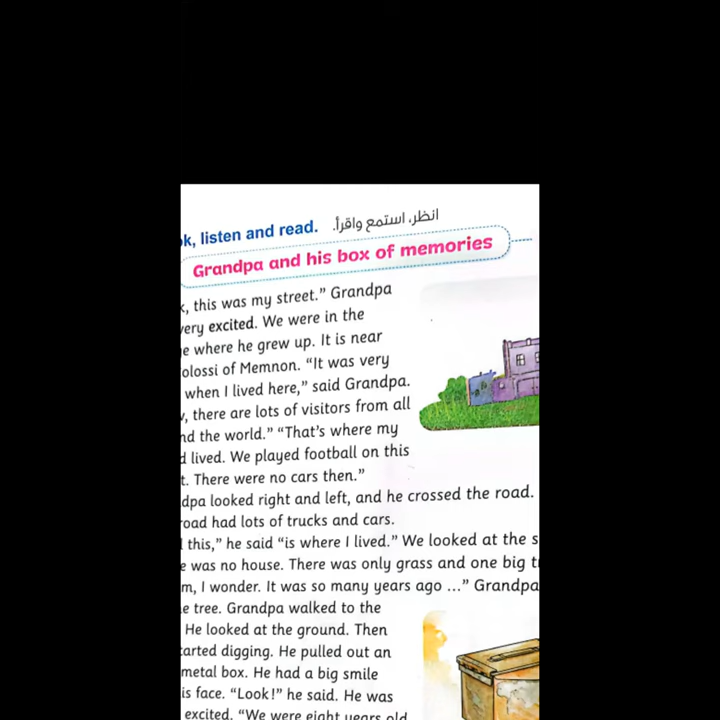 listen and read. انظر، استمع واقرأ.
Grandpa and his box of memories
this was my street.” Grandpa
excited. We were in the
where he grew up. It is near
of Memnon. “It was very
when I lived here,” said Grandpa.
there are lots of visitors from all
the world.” “That’s where my
lived. We played football on this
There were no cars then.”
looked right and left, and he crossed the road.
had lots of trucks and cars.
this,” he said “is where I lived.” We looked at the
was no house. There was only grass and one big
I wonder. It was so many years ago ...” Grandpa
tree. Grandpa walked to the
He looked at the ground. Then
digging. He pulled out an
metal box. He had a big smile
face. “Look!” he said. He was
excited. “We were eight years old